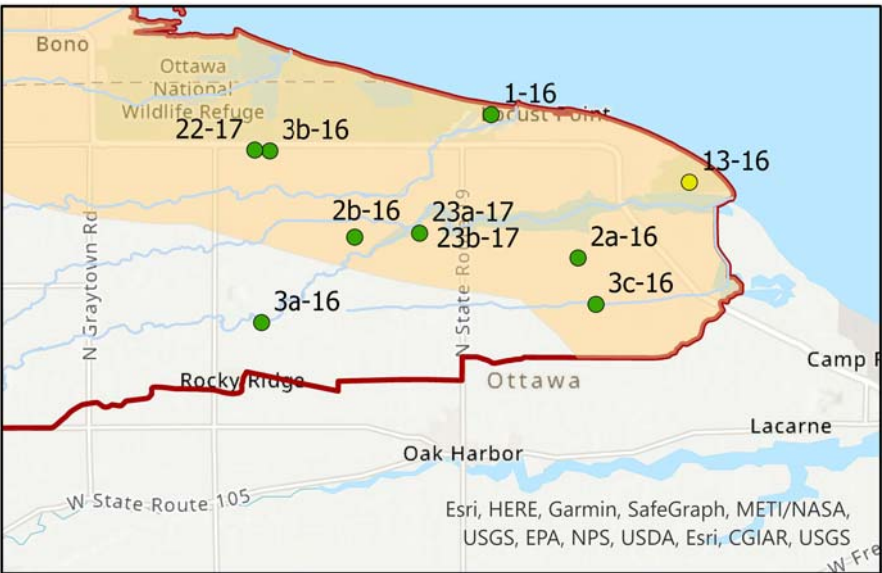 Bono
Ottawa
National
Wildlife Refuge
1-16
Locust Point
22-17
3b-16
13-16
2b-16
23a-17
23b-17
2a-16
3c-16
3a-16
N Graytown Rd
N State Ro 9
Rocky Ridge
Ottawa
Camp
Lacarne
Oak Harbor
W State Route 105
Esri, HERE, Garmin, SafeGraph, METI/NASA,
USGS, EPA, NPS, USDA, Esri, CGIAR, USGS
W Fre